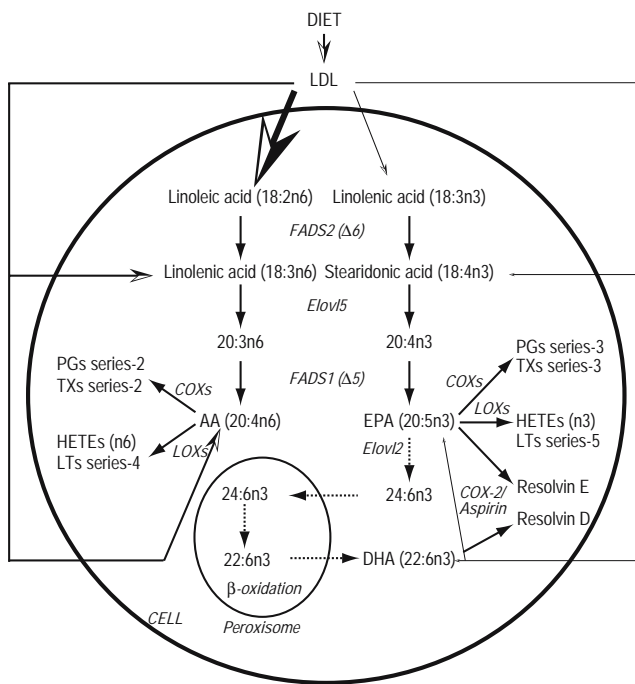 DIET
LDL
Linoleic acid (18:2n6) Linolenic acid (18:3n3)
FADS2 (Δ6)
Linolenic acid (18:3n6) Stearidonic acid (18:4n3)
Elovl5
20:3n6 20:4n3
FADS1 (Δ5)
PGs series-2
TXs series-2
COXs
AA (20:4n6)
HETEs (n6)
LTs series-4
LOXs
EPA (20:5n3)
COXs
PGs series-3
TXs series-3
LOXs
HETEs (n3)
LTs series-5
Elovl2
COX-2/
Aspirin
Resolvin E
Resolvin D
24:6n3 24:6n3
22:6n3 DHA (22:6n3)
β-oxidation
Peroxisome
CELL